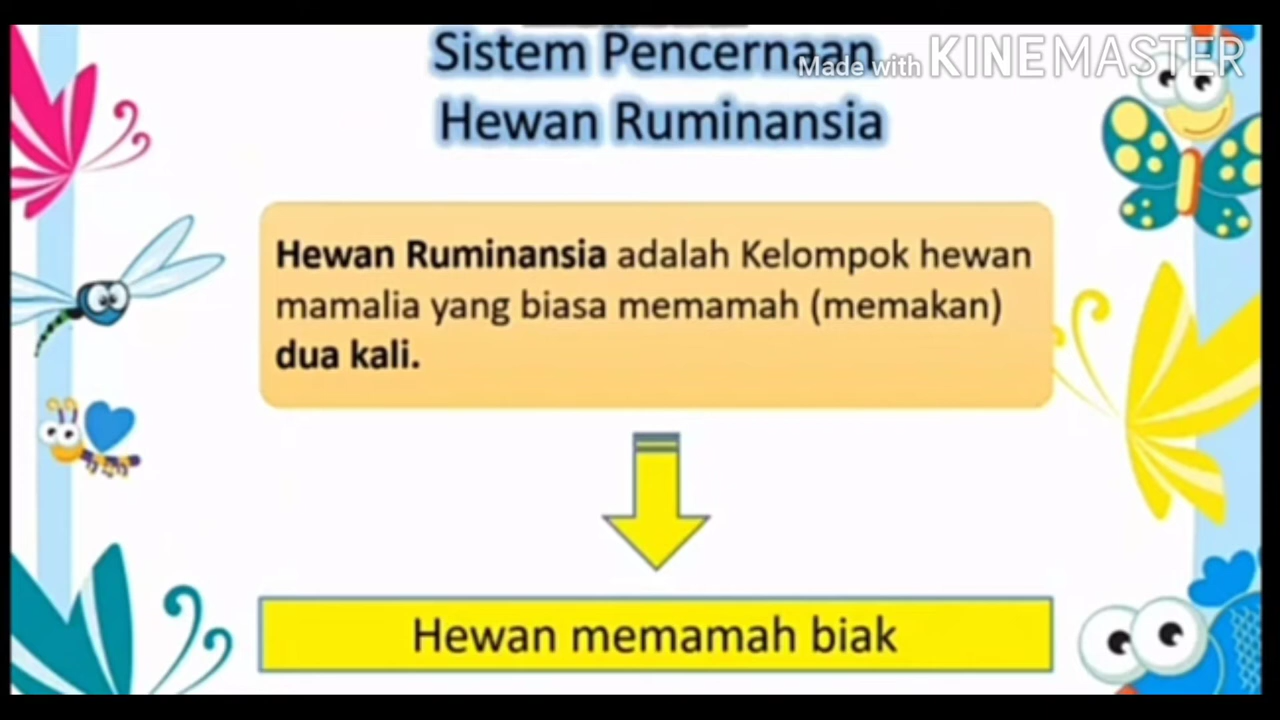 Sistem Pencernaan
Made with KINEMASTER
Hewan Ruminansia
Hewan Ruminansia adalah Kelompok hewan
mamalia yang biasa memamah (memakan)
dua kali.
Hewan memamah biak